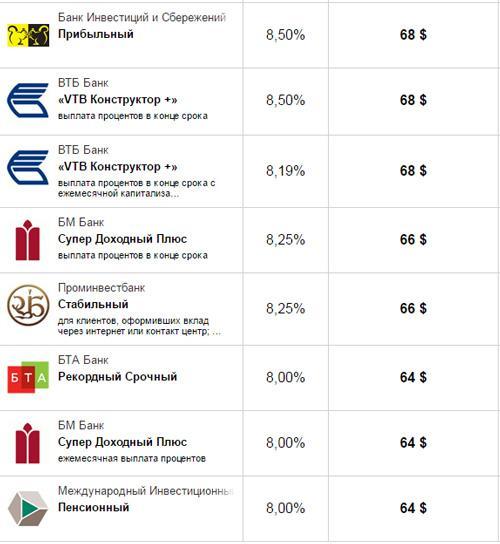 Банк Инвестиций и Сбережений
Прибыльный
8,50%
68 $
ВТБ Банк
«VTB Конструктор +»
выплата процентов в конце срока
8,50%
68 $
ВТБ Банк
«VTB Конструктор +»
выплата процентов в конце срока с
ежемесячной капитализа...
8,19%
68 $
БМ Банк
Супер Доходный Плюс
выплата процентов в конце срока
8,25%
66 $
Проминвестбанк
Стабильный
для клиентов, оформивших вклад
через интернет или контакт центр; ...
8,25%
66 $
БТА
БТА Банк
Рекордный Срочный
8,00%
64 $
БМ Банк
Супер Доходный Плюс
ежемесячная выплата процентов
8,00%
64 $
Международный Инвестиционны
Пенсионный
8,00%
64 $